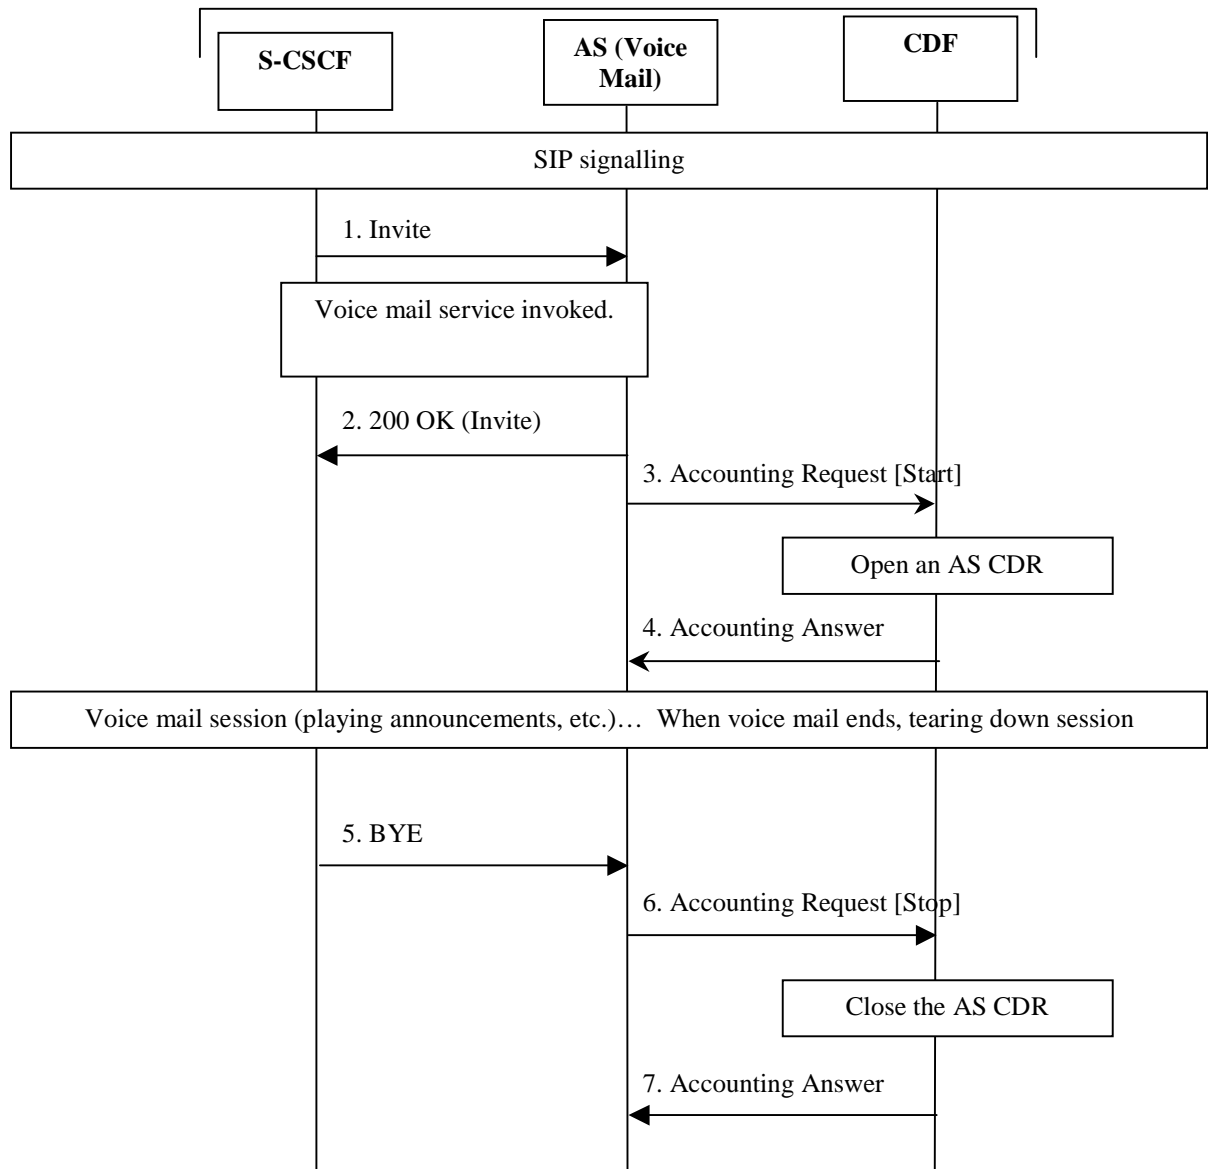 S-CSCF
AS (Voice
Mail)
CDF
SIP signalling
1. Invite
Voice mail service invoked.
2. 200 OK (Invite)
3. Accounting Request [Start]
Open an AS CDR
4. Accounting Answer
Voice mail session (playing announcements, etc.)… When voice mail ends, tearing down session
5. BYE
6. Accounting Request [Stop]
Close the AS CDR
7. Accounting Answer